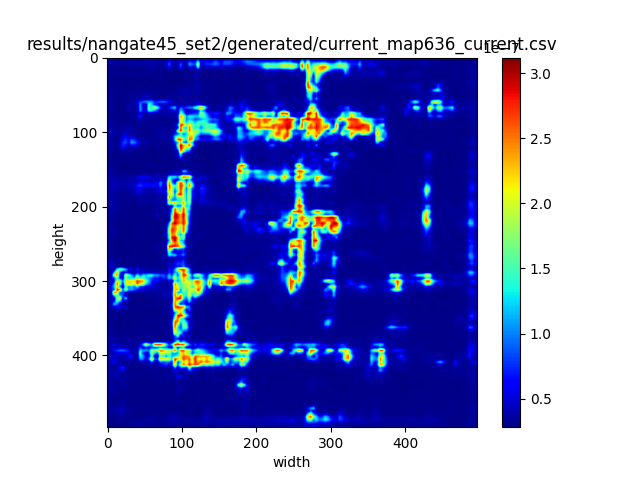 results/nangate45_set2/generated/current_map636_current.csv
1e−7
0
100
200
300
400
height
0 100 200 300 400
width
3.0
2.5
2.0
1.5
1.0
0.5